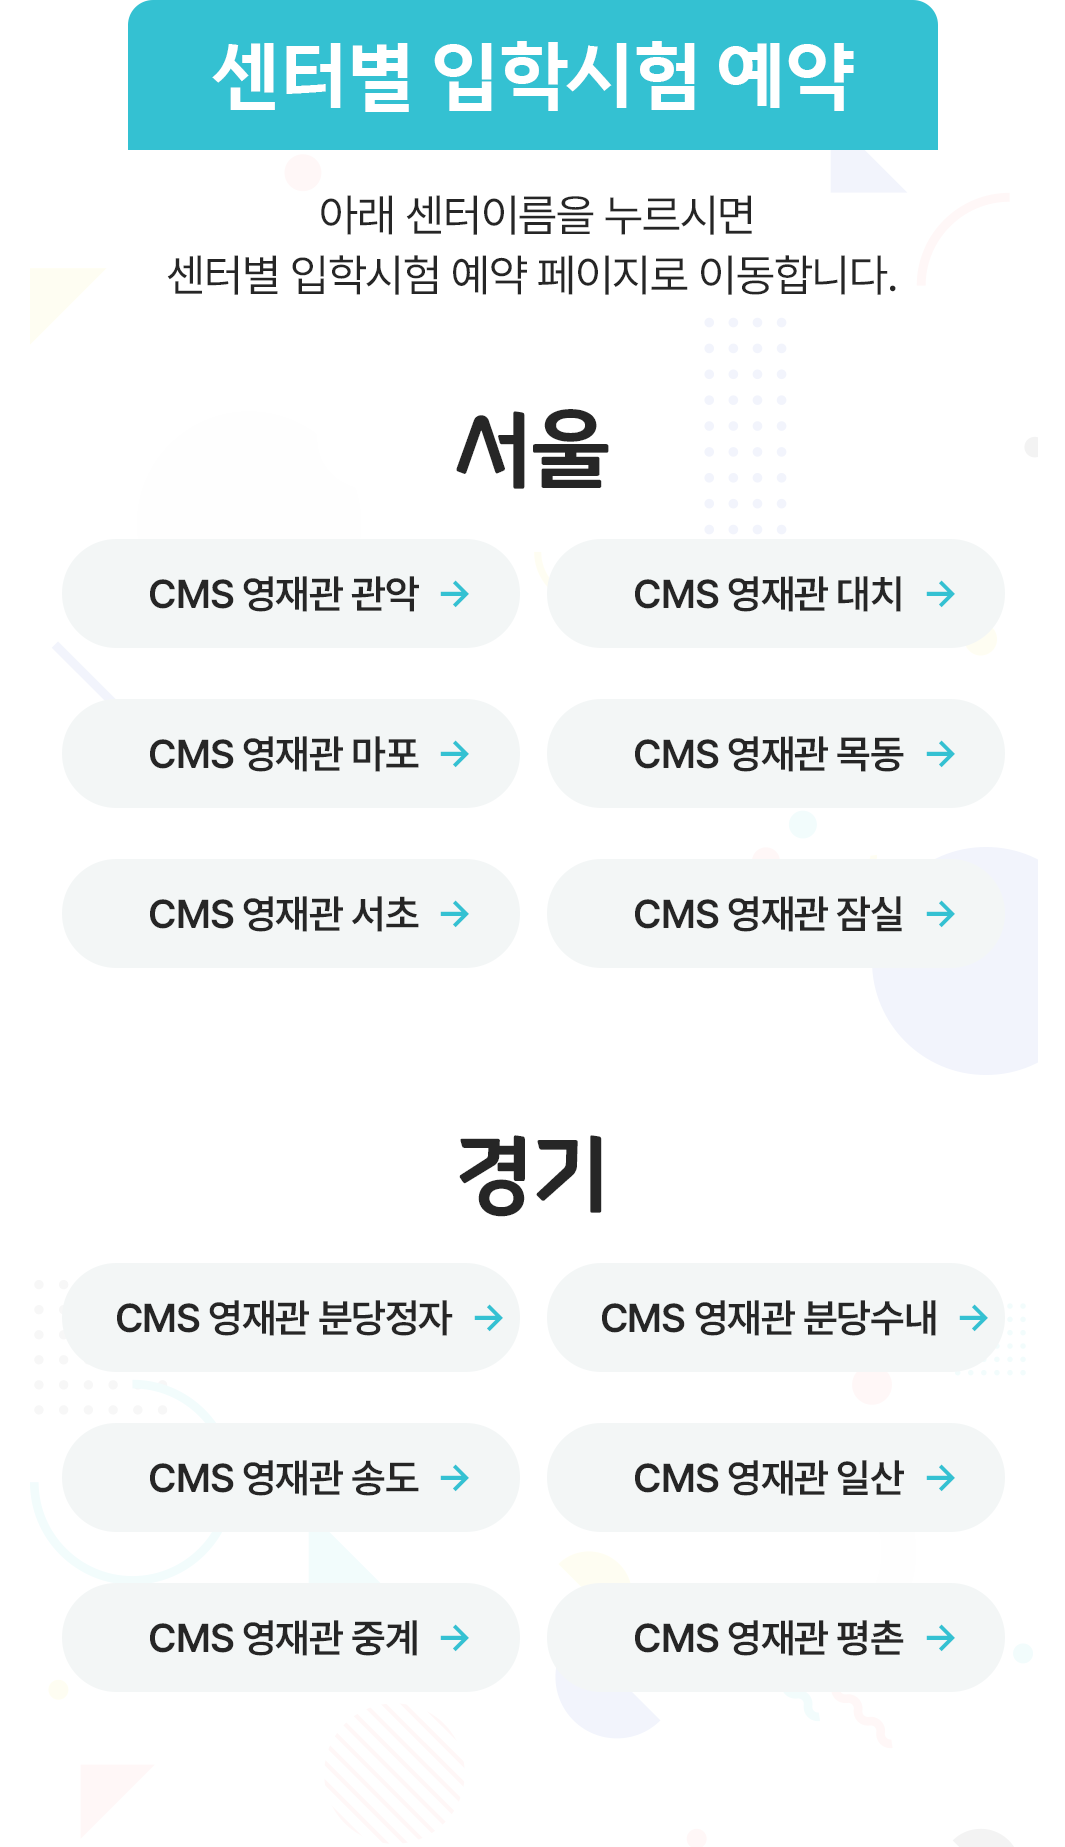 센터별 입학시험 예약
아래 센터이름을 누르시면
센터별 입학시험 예약 페이지로 이동합니다.
서울
CMS 영재관 관악 →
CMS 영재관 대치 →
CMS 영재관 마포 →
CMS 영재관 목동 →
CMS 영재관 서초 →
CMS 영재관 잠실 →
경기
CMS 영재관 분당정자 →
CMS 영재관 분당수내 →
CMS 영재관 송도 →
CMS 영재관 일산 →
CMS 영재관 중계 →
CMS 영재관 평촌 →